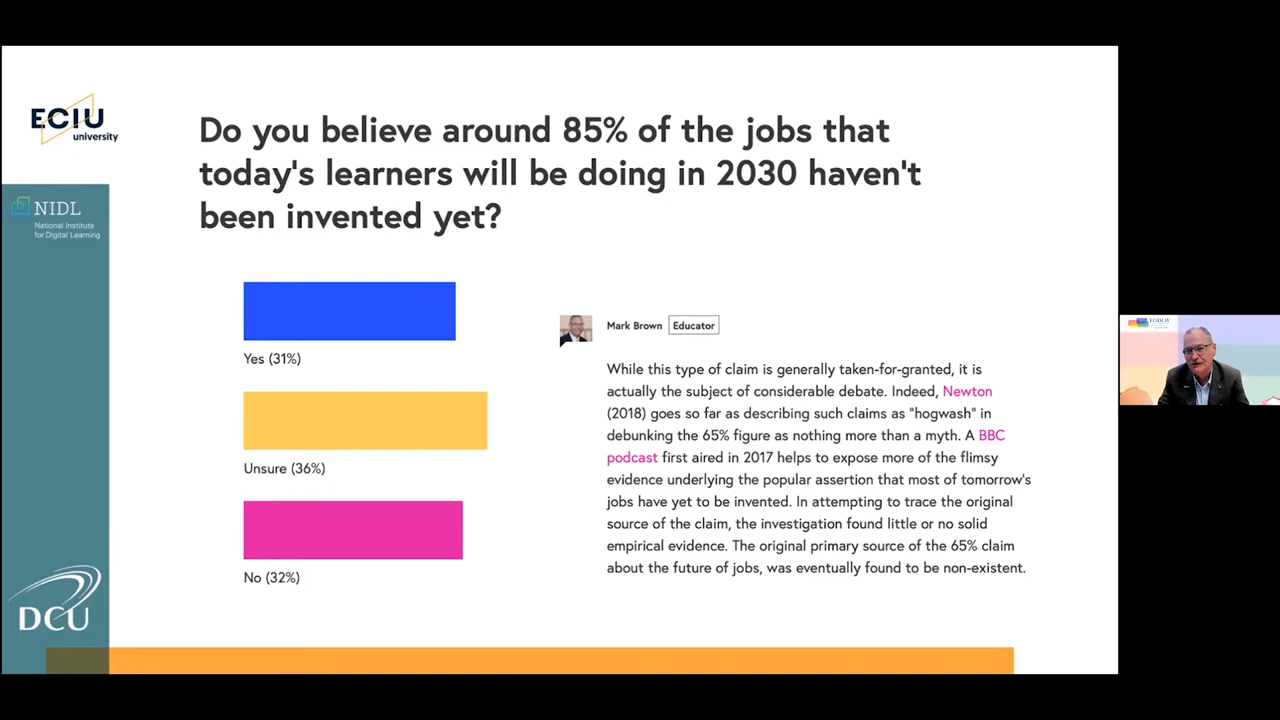 ECIU
university
NIDL
National Institute
for Digital Learning
DCU
Do you believe around 85% of the jobs that
today's learners will be doing in 2030 haven't
been invented yet?
Yes (31%)
Unsure (36%)
No (32%)
Mark Brown Educator
While this type of claim is generally taken-for-granted, it is
actually the subject of considerable debate. Indeed, Newton
(2018) goes so far as describing such claims as "hogwash" in
debunking the 65% figure as nothing more than a myth. A BBC
podcast first aired in 2017 helps to expose more of the flimsy
evidence underlying the popular assertion that most of tomorrow's
jobs have yet to be invented. In attempting to trace the original
source of the claim, the investigation found little or no solid
empirical evidence. The original primary source of the 65% claim
about the future of jobs, was eventually found to be non-existent.